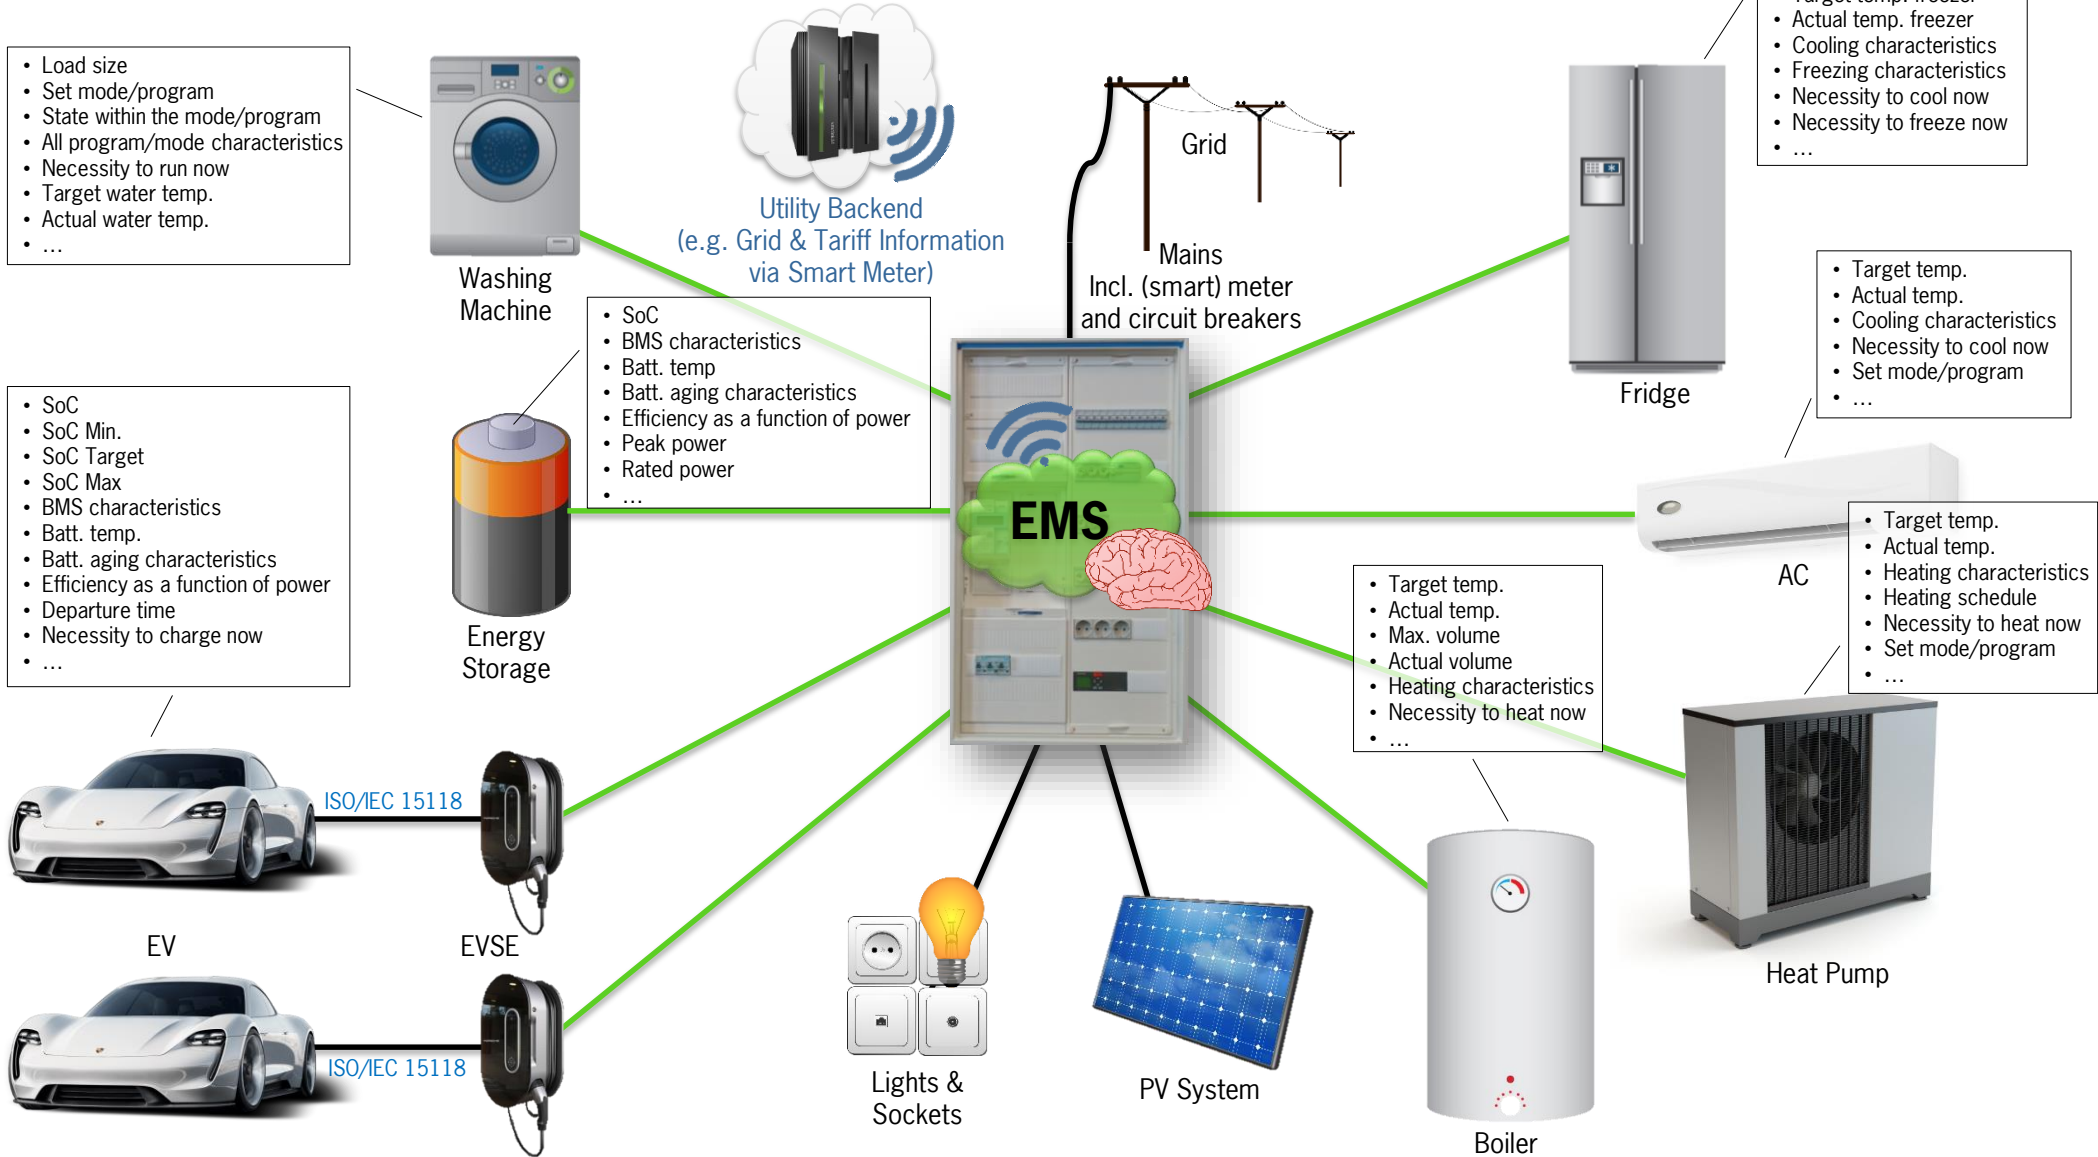 • Load size
• Set mode/program
• State within the mode/program
• All program/mode characteristics
• Necessity to run now
• Target water temp.
• Actual water temp.
• ...
Washing
Machine
Utility Backend
(e.g. Grid & Tariff Information
via Smart Meter)
Grid
Mains
Incl. (smart) meter
and circuit breakers
Target temp. freezer
• Actual temp. freezer
• Cooling characteristics
• Freezing characteristics
• Necessity to cool now
• Necessity to freeze now
• ...
Fridge
• SoC
• BMS characteristics
• Batt. temp
• Batt. aging characteristics
• Efficiency as a function of power
• Peak power
• Rated power
• ...
Energy
Storage
• Target temp.
• Actual temp.
• Cooling characteristics
• Necessity to cool now
• Set mode/program
• ...
AC
• SoC
• SoC Min.
• SoC Target
• SoC Max
• BMS characteristics
• Batt. temp.
• Batt. aging characteristics
• Efficiency as a function of power
• Departure time
• Necessity to charge now
• ...
EMS
• Target temp.
• Actual temp.
• Max. volume
• Actual volume
• Heating characteristics
• Necessity to heat now
• ...
• Target temp.
• Actual temp.
• Heating characteristics
• Heating schedule
• Necessity to heat now
• Set mode/program
• ...
ISO/IEC 15118
EV
EVSE
ISO/IEC 15118
Lights &
Sockets
PV System
Boiler
Heat Pump